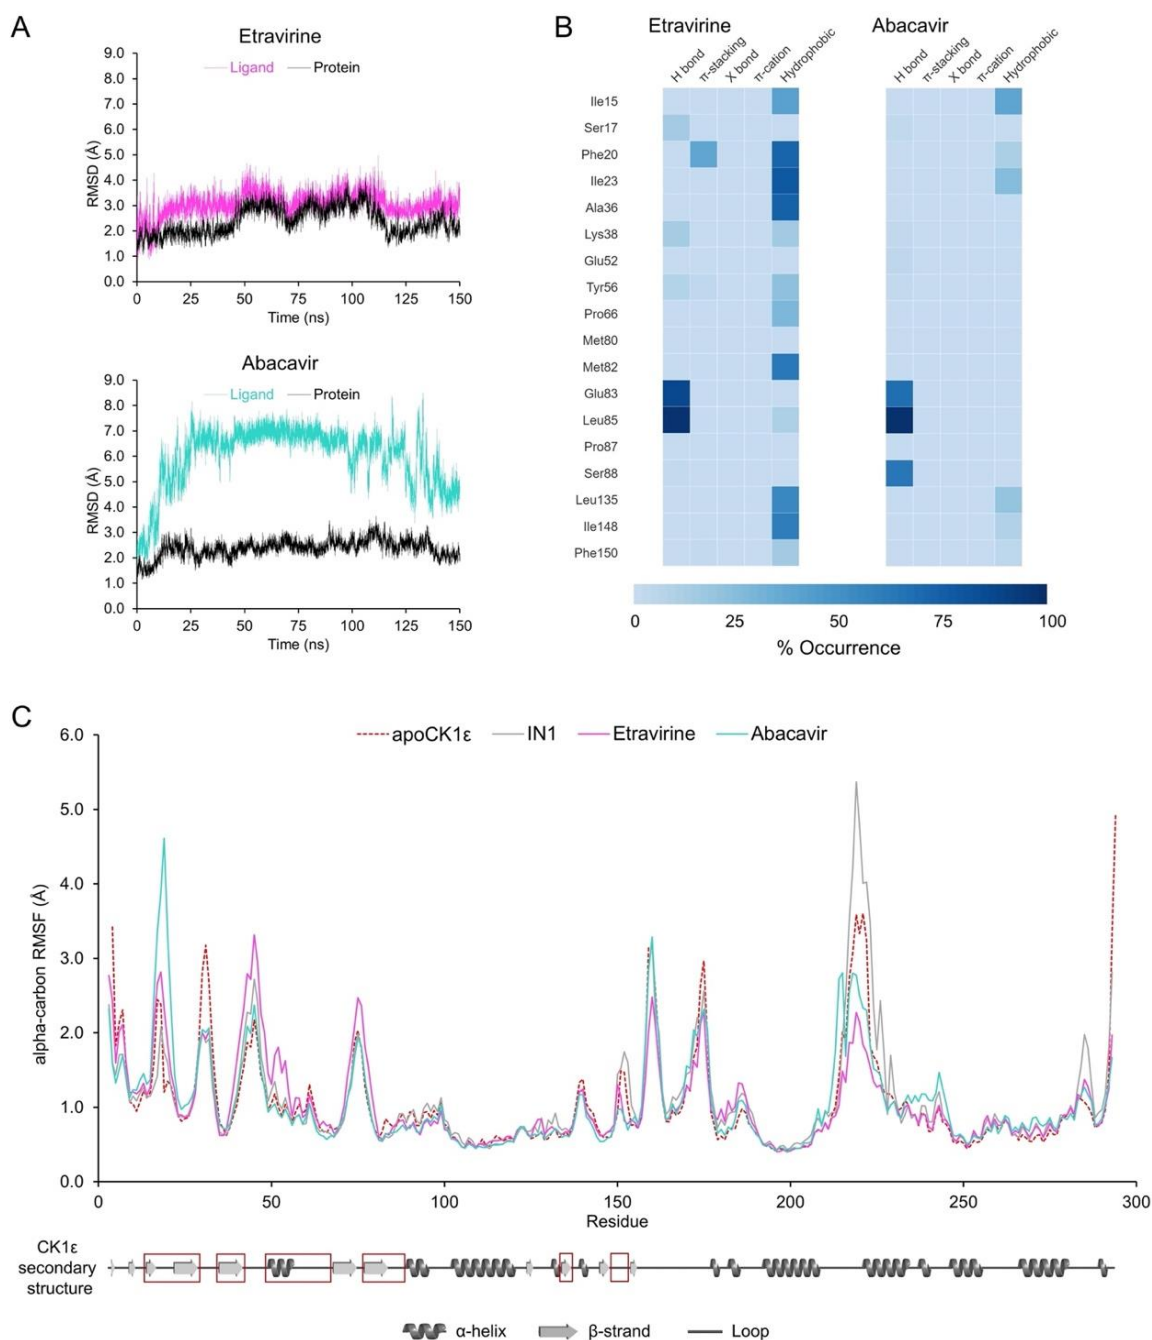 A
Etravirine
Ligand Protein
RMSD (Å)
9.0
8.0
7.0
6.0
5.0
4.0
3.0
2.0
1.0
0.0
0 25 50 75 100 125 150
Time (ns)
Abacavir
Ligand Protein
RMSD (Å)
9.0
8.0
7.0
6.0
5.0
4.0
3.0
2.0
1.0
0.0
0 25 50 75 100 125 150
Time (ns)
B
Etravirine Abacavir
H bond π-stacking X bond π-cation Hydrophobic H bond π-stacking X bond π-cation Hydrophobic
Ile15
Ser17
Phe20
Ile23
Ala36
Lys38
Glu52
Tyr56
Pro66
Met80
Met82
Glu83
Leu85
Pro87
Ser88
Leu135
Ile148
Phe150
0 25 50 75 100
% Occurrence
C
apoCK1ε IN1 Etravirine Abacavir
alpha-carbon RMSF (Å)
6.0
5.0
4.0
3.0
2.0
1.0
0.0
0 50 100 150 200 250 300
Residue
CK1ε
secondary
structure
α-helix β-strand Loop